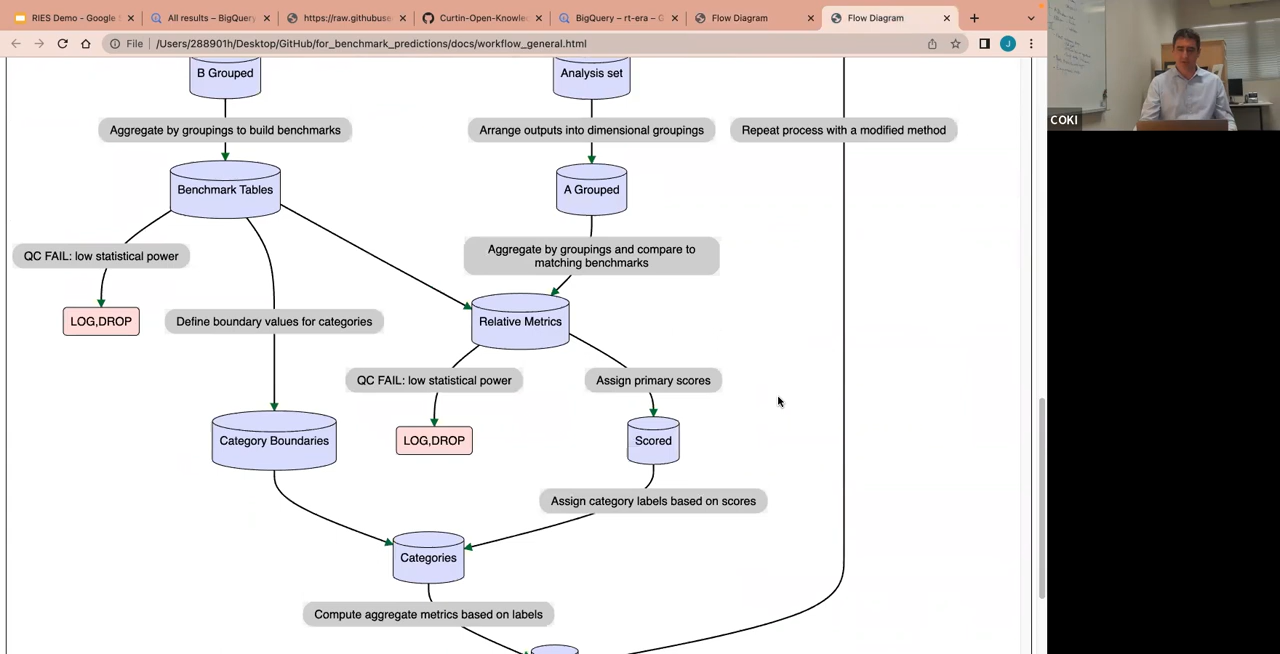 RIES Demo - Google
All results – BigQuery
https://raw.githubuse
Curtin-Open-Knowle
BigQuery – rt-era – G
Flow Diagram
Flow Diagram
File
/Users/288901h/Desktop/GitHub/for_benchmark_predictions/docs/workflow_general.html
J
B Grouped
Analysis set
COKI
Aggregate by groupings to build benchmarks
Arrange outputs into dimensional groupings
Repeat process with a modified method
Benchmark Tables
A Grouped
QC FAIL: low statistical power
Aggregate by groupings and compare to
matching benchmarks
LOG,DROP
Define boundary values for categories
Relative Metrics
QC FAIL: low statistical power
Assign primary scores
Category Boundaries
LOG,DROP
Scored
Assign category labels based on scores
Categories
Compute aggregate metrics based on labels